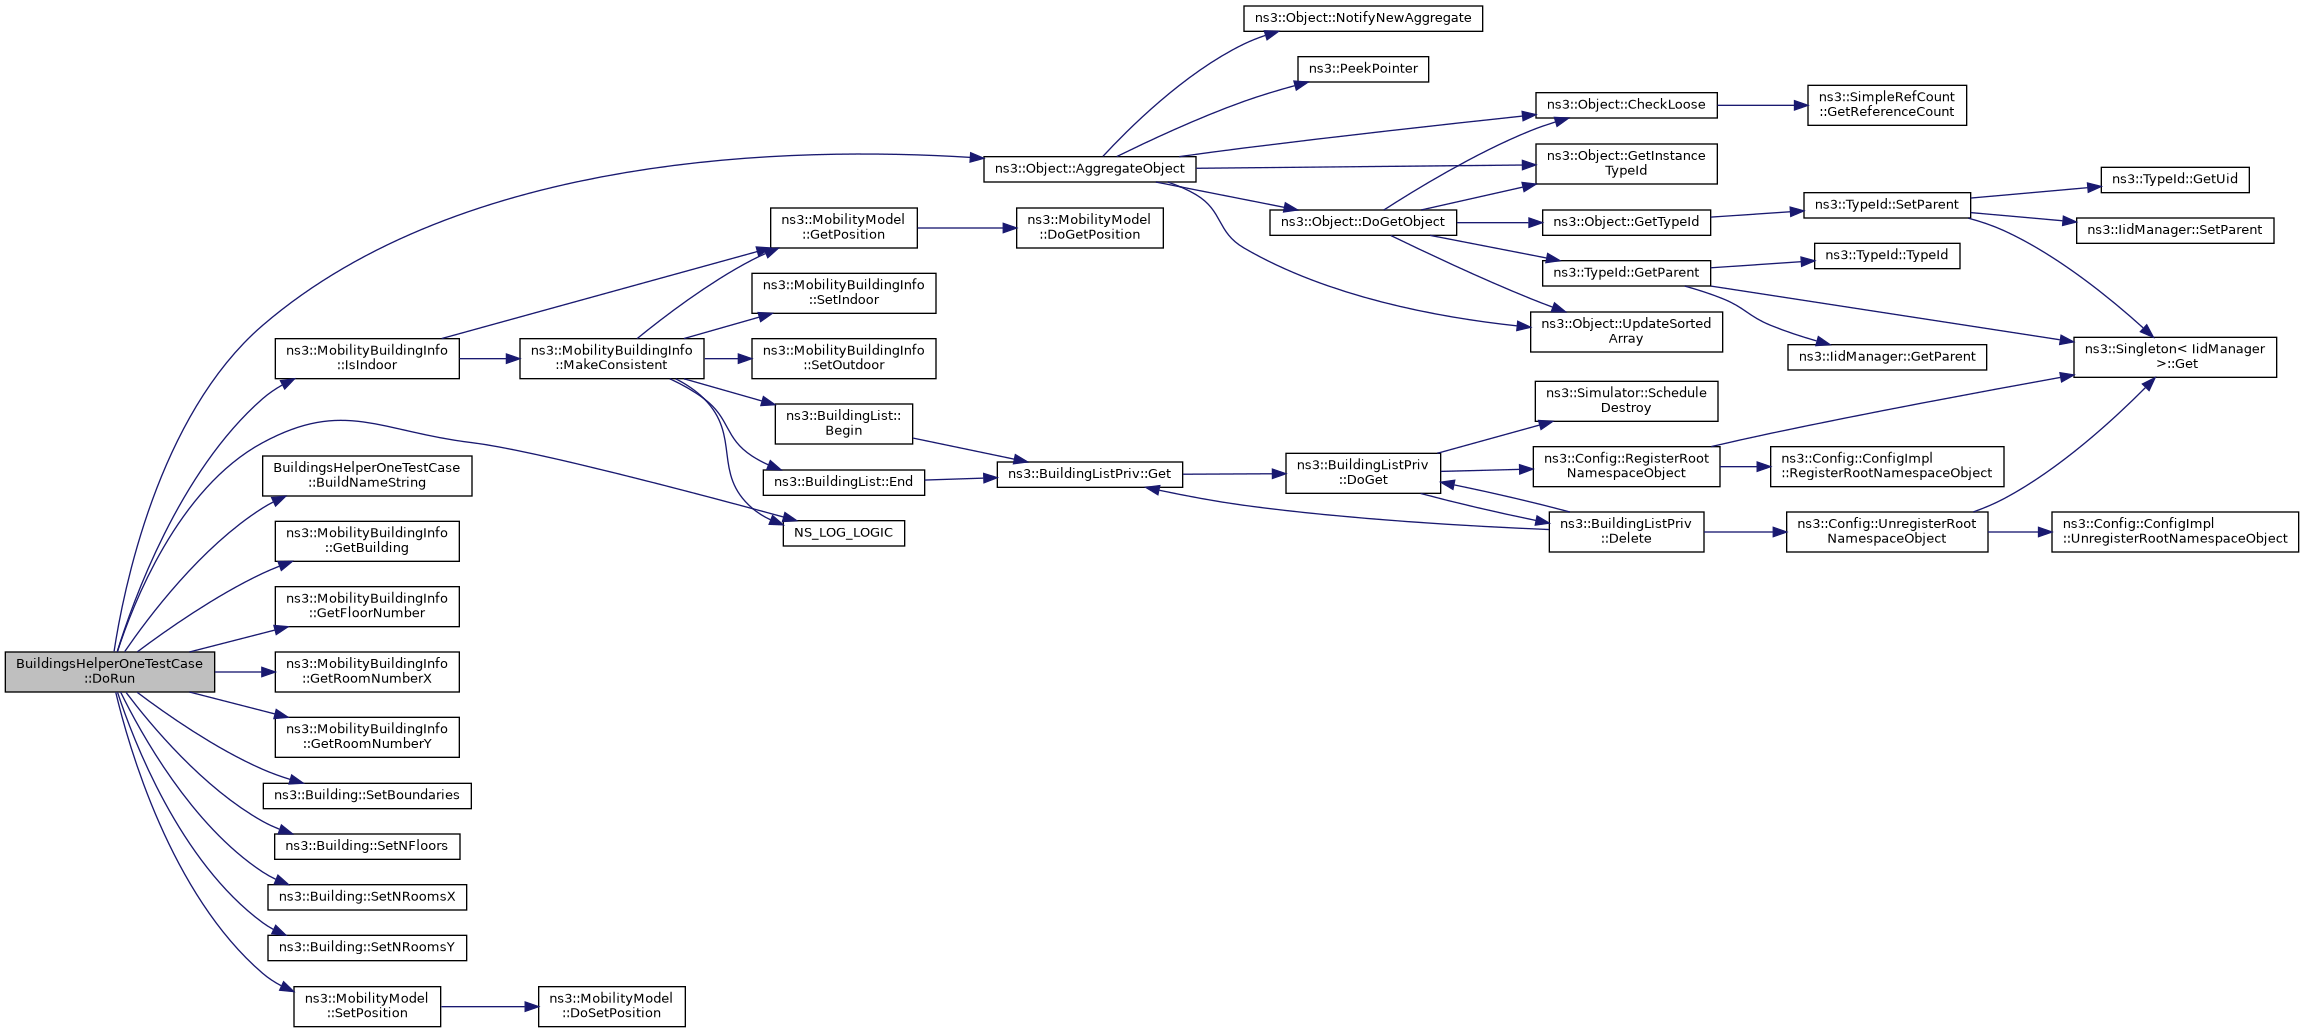 BuildingsHelperOneTestCase
::DoRun
ns3::Object::AggregateObject
ns3::Object::NotifyNewAggregate
ns3::PeekPointer
ns3::Object::CheckLoose
ns3::SimpleRefCount
::GetReferenceCount
ns3::Object::GetInstance
TypeId
ns3::Object::DoGetObject
ns3::Object::GetTypeId
ns3::TypeId::SetParent
ns3::TypeId::GetUid
ns3::IidManager::SetParent
ns3::TypeId::GetParent
ns3::TypeId::TypeId
ns3::IidManager::GetParent
ns3::Singleton< IidManager
>::Get
ns3::Object::UpdateSorted
Array
ns3::MobilityBuildingInfo
::IsIndoor
ns3::MobilityModel
::GetPosition
ns3::MobilityModel
::DoGetPosition
ns3::MobilityBuildingInfo
::MakeConsistent
ns3::MobilityBuildingInfo
::SetIndoor
ns3::MobilityBuildingInfo
::SetOutdoor
ns3::BuildingList::
Begin
ns3::BuildingList::End
NS_LOG_LOGIC
ns3::BuildingListPriv::Get
ns3::BuildingListPriv
::DoGet
ns3::Simulator::Schedule
Destroy
ns3::Config::RegisterRoot
NamespaceObject
ns3::Config::ConfigImpl
::RegisterRootNamespaceObject
ns3::BuildingListPriv
::Delete
ns3::Config::UnregisterRoot
NamespaceObject
ns3::Config::ConfigImpl
::UnregisterRootNamespaceObject
BuildingsHelperOneTestCase
::BuildNameString
ns3::MobilityBuildingInfo
::GetBuilding
ns3::MobilityBuildingInfo
::GetFloorNumber
ns3::MobilityBuildingInfo
::GetRoomNumberX
ns3::MobilityBuildingInfo
::GetRoomNumberY
ns3::Building::SetBoundaries
ns3::Building::SetNFloors
ns3::Building::SetNRoomsX
ns3::Building::SetNRoomsY
ns3::MobilityModel
::SetPosition
ns3::MobilityModel
::DoSetPosition